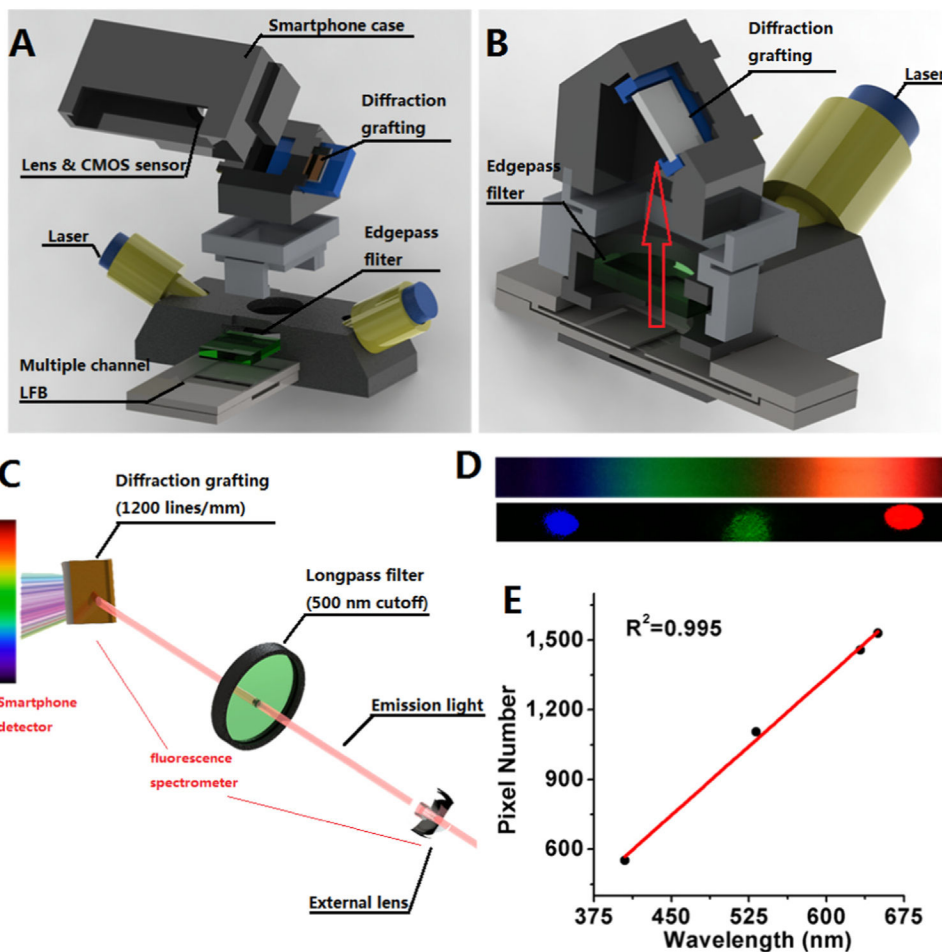 A
Smartphone case
Diffraction
grafting
Lens & CMOS sensor
Laser
Edgepass
fliter
Multiple channel
LFB
B
Diffraction
grafting
Laser
Edgepass
filter
C
Diffraction grafting
(1200 lines/mm)
Longpass filter
(500 nm cutoff)
Emission light
Smartphone
detector
fluorescence
spectrometer
External lens
D
E
R²=0.995
Pixel Number
1,500
1,200
900
600
375 450 525 600 675
Wavelength (nm)